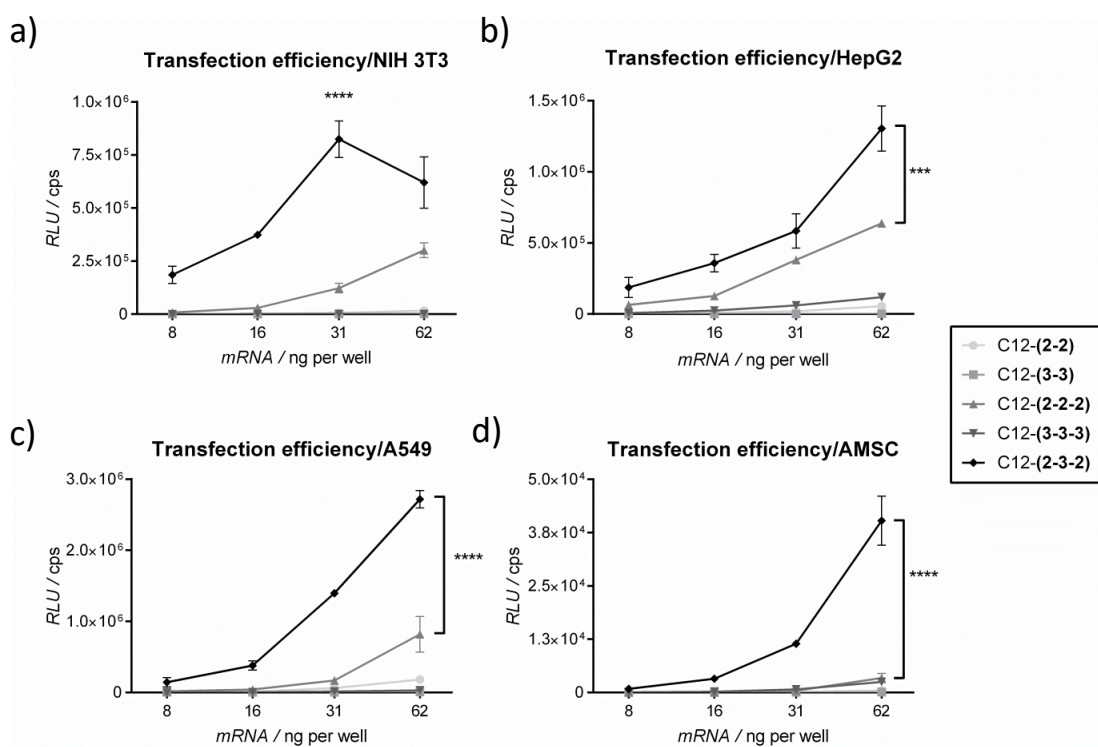 a)
Transfection efficiency/NIH 3T3
1.0×10⁶
7.5×10⁵
5.0×10⁵
2.5×10⁵
0
RLU / cps
****
8 16 31 62
mRNA / ng per well
b)
Transfection efficiency/HepG2
1.5×10⁶
1.0×10⁶
5.0×10⁵
0
RLU / cps
***
8 16 31 62
mRNA / ng per well
C12-(2-2)
C12-(3-3)
C12-(2-2-2)
C12-(3-3-3)
C12-(2-3-2)
c)
Transfection efficiency/A549
3.0×10⁶
2.0×10⁶
1.0×10⁶
0
RLU / cps
****
8 16 31 62
mRNA / ng per well
d)
Transfection efficiency/AMSC
5.0×10⁴
3.8×10⁴
2.5×10⁴
1.3×10⁴
0
RLU / cps
****
8 16 31 62
mRNA / ng per well